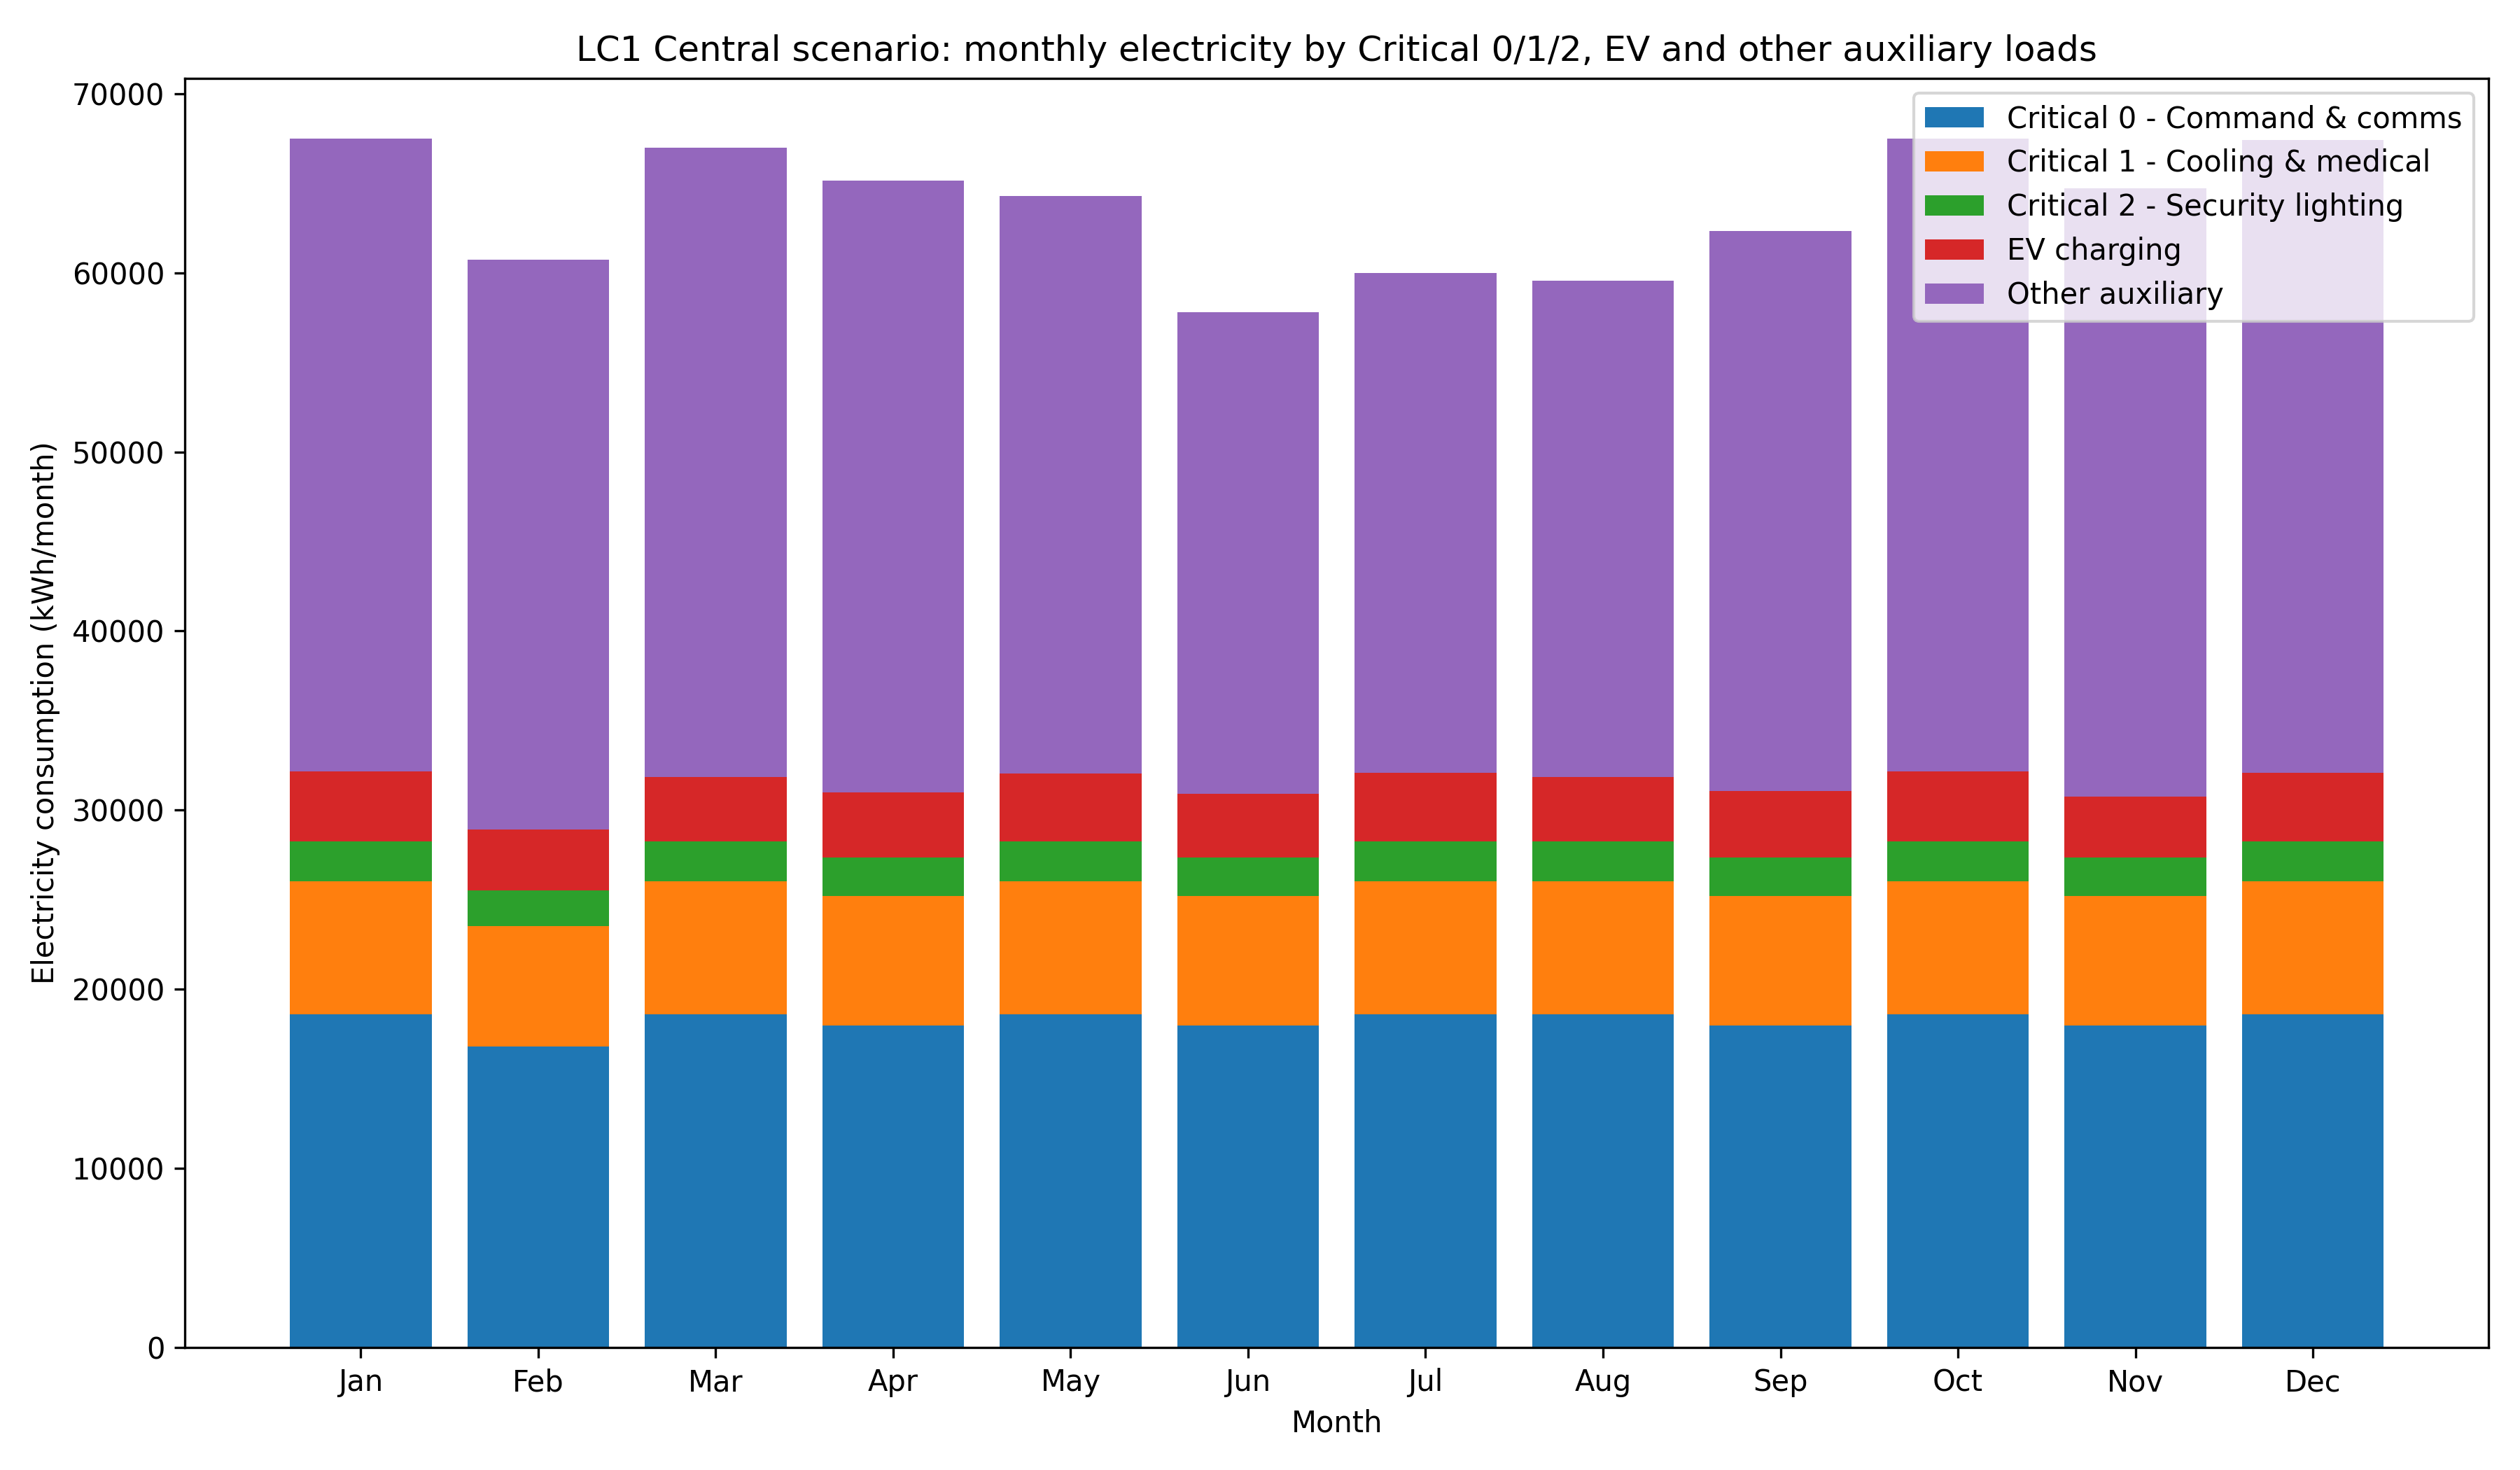 LC1 Central scenario: monthly electricity by Critical 0/1/2, EV and other auxiliary loads
Critical 0 - Command & comms
Critical 1 - Cooling & medical
Critical 2 - Security lighting
EV charging
Other auxiliary
Electricity consumption (kWh/month)
70000
60000
50000
40000
30000
20000
10000
0
Jan Feb Mar Apr May Jun Jul Aug Sep Oct Nov Dec
Month